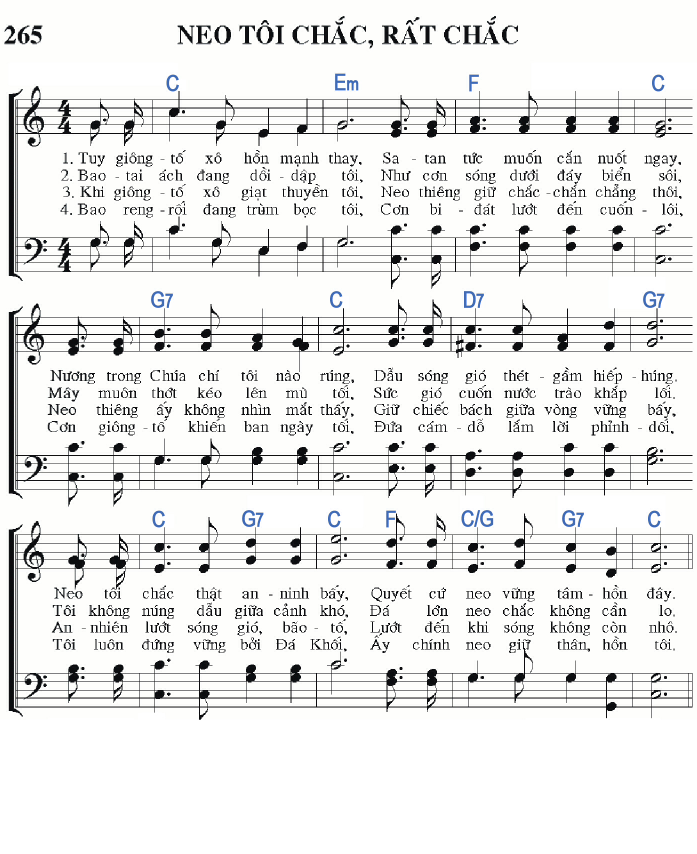 265 NEO TÔI CHẮC, RẤT CHẮC
C Em F C
4 4
1. Tuy giông-tố xô hồn mạnh thay, Sa-tan tức muốn cấn nuốt ngay,
2. Bao-tai ách đang dồi-dập tôi, Như cơn sóng dưới đáy biển sôi,
3. Khi giông-tố xô giạt thuyền tôi, Neo thiêng giữ chắc-chắn chẳng thôi,
4. Bao reng-rối đang trùm bọc tôi, Cơn bi-đát lướt đến cuốn-lôi,
4 4
G7 C D7 G7
Nương trong Chúa chí tôi nào rúng, Dẫu sóng gió thét-gầm hiếp-húng.
Mây muôn thớt kéo lên mù tối, Sức gió cuốn nước trào khắp lối.
Neo thiêng ấy không nhìn mắt thấy, Giữ chiếc bách giữa vòng vững bấy,
Cơn giông-tố khiến ban ngày tối, Đưa cám-dỗ lắm lời phỉnh-dối,
C G7 C F C/G G7 C
Neo tôi chắc thật an-ninh bấy, Quyết cứ neo vững tâm-hồn đây.
Tôi không núng dẫu giữa cảnh khó, Đá lớn neo chắc không cần lo.
An-nhiên lướt sóng gió, bão-tố, Lướt đến khi sóng không còn nhô.
Tôi luôn đứng vững bởi Đá Khối, Ấy chính neo giữ thân, hồn tôi.